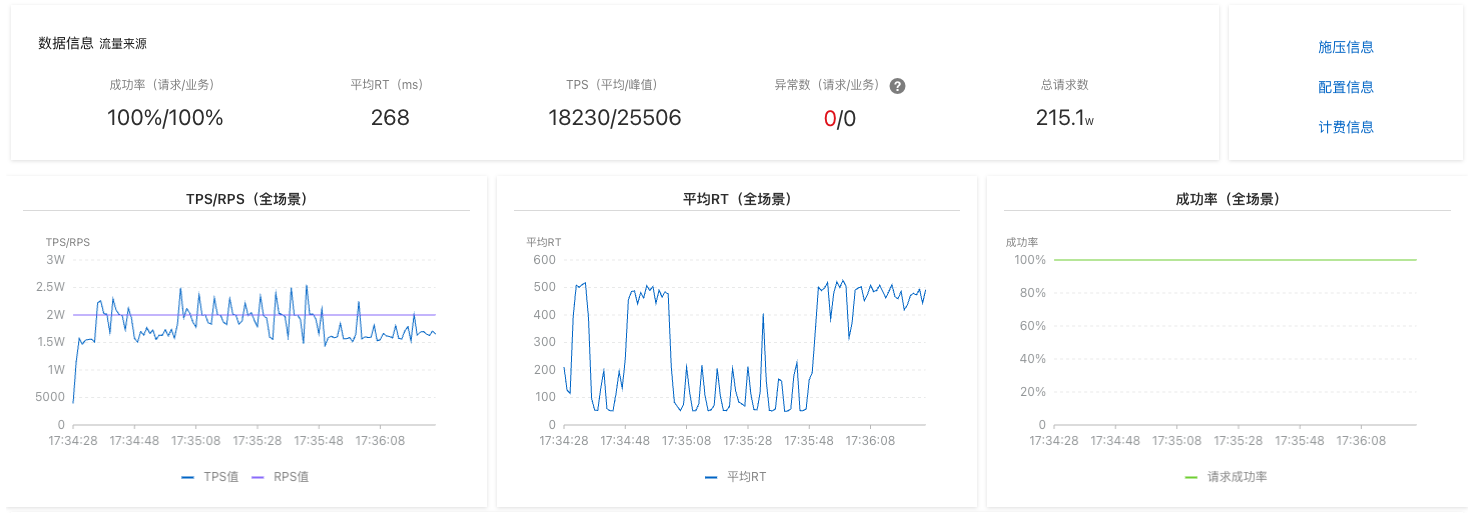 数据信息 流量来源
成功率（请求/业务） 平均RT（ms） TPS（平均/峰值） 异常数（请求/业务） ? 总请求数
100%/100% 268 18230/25506 0/0 215.1w
施压信息
配置信息
计费信息
TPS/RPS（全场景）
TPS/RPS
3W
2.5W
2W
1.5W
1W
5000
0
17:34:28 17:34:48 17:35:08 17:35:28 17:35:48 17:36:08
TPS值 RPS值
平均RT（全场景）
平均RT
600
500
400
300
200
100
0
17:34:28 17:34:48 17:35:08 17:35:28 17:35:48 17:36:08
平均RT
成功率（全场景）
成功率
100%
80%
60%
40%
20%
0
17:34:28 17:34:48 17:35:08 17:35:28 17:35:48 17:36:08
请求成功率